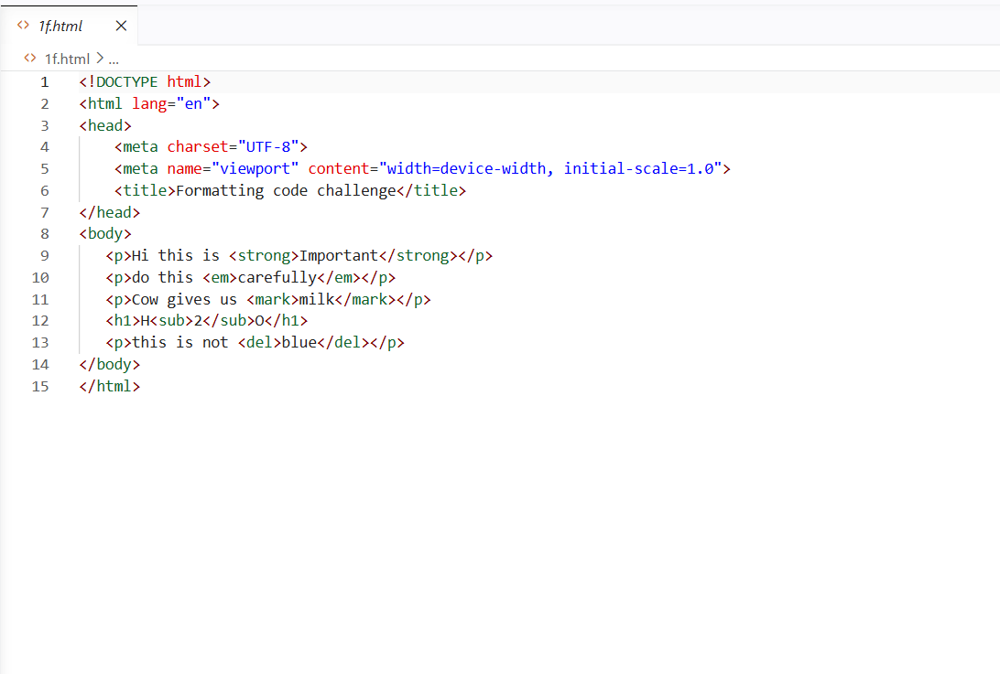 1f.html
1f.html > ...
1 <!DOCTYPE html>
2 <html lang="en">
3 <head>
4     <meta charset="UTF-8">
5     <meta name="viewport" content="width=device-width, initial-scale=1.0">
6     <title>Formatting code challenge</title>
7 </head>
8 <body>
9    <p>Hi this is <strong>Important</strong></p>
10    <p>do this <em>carefully</em></p>
11    <p>Cow gives us <mark>milk</mark></p>
12    <h1>H<sub>2</sub>O</h1>
13    <p>this is not <del>blue</del></p>
14 </body>
15 </html>